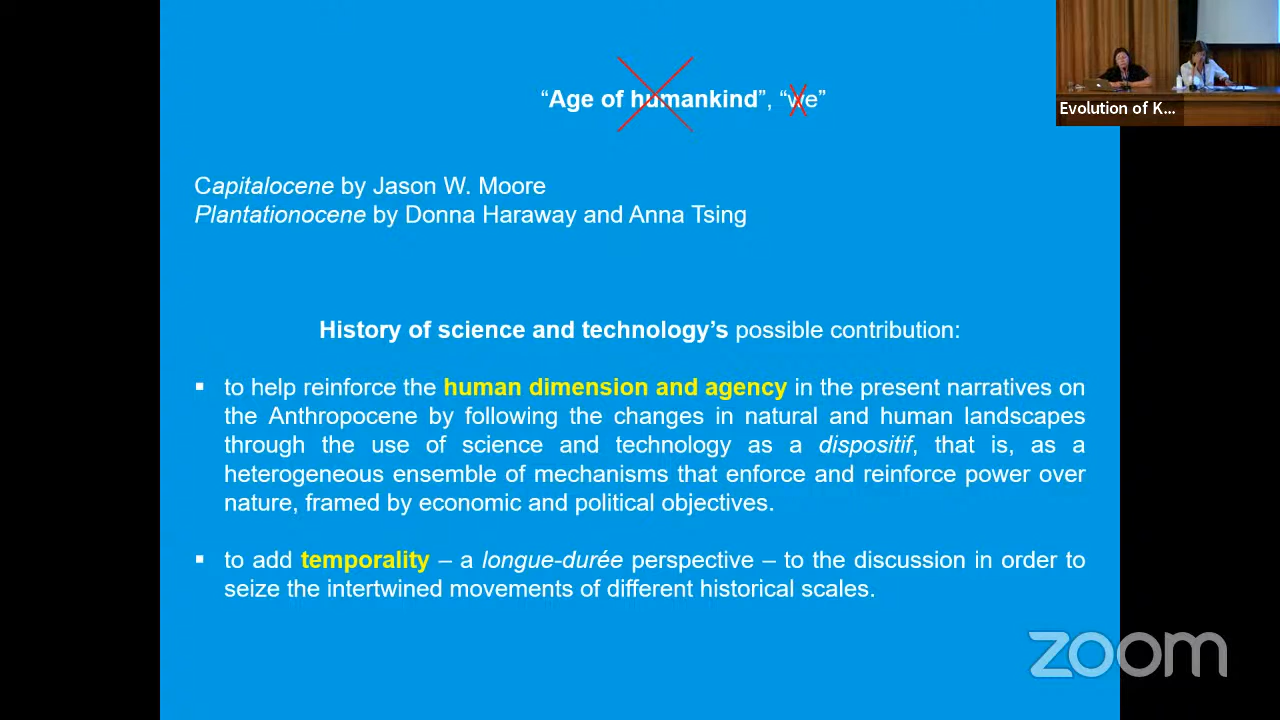 “Age of humankind”, “we”
Evolution of K...
Capitalocene by Jason W. Moore
Plantationocene by Donna Haraway and Anna Tsing
History of science and technology’s possible contribution:
▪ to help reinforce the human dimension and agency in the present narratives on
the Anthropocene by following the changes in natural and human landscapes
through the use of science and technology as a dispositif, that is, as a
heterogeneous ensemble of mechanisms that enforce and reinforce power over
nature, framed by economic and political objectives.
▪ to add temporality – a longue-durée perspective – to the discussion in order to
seize the intertwined movements of different historical scales.
zoom